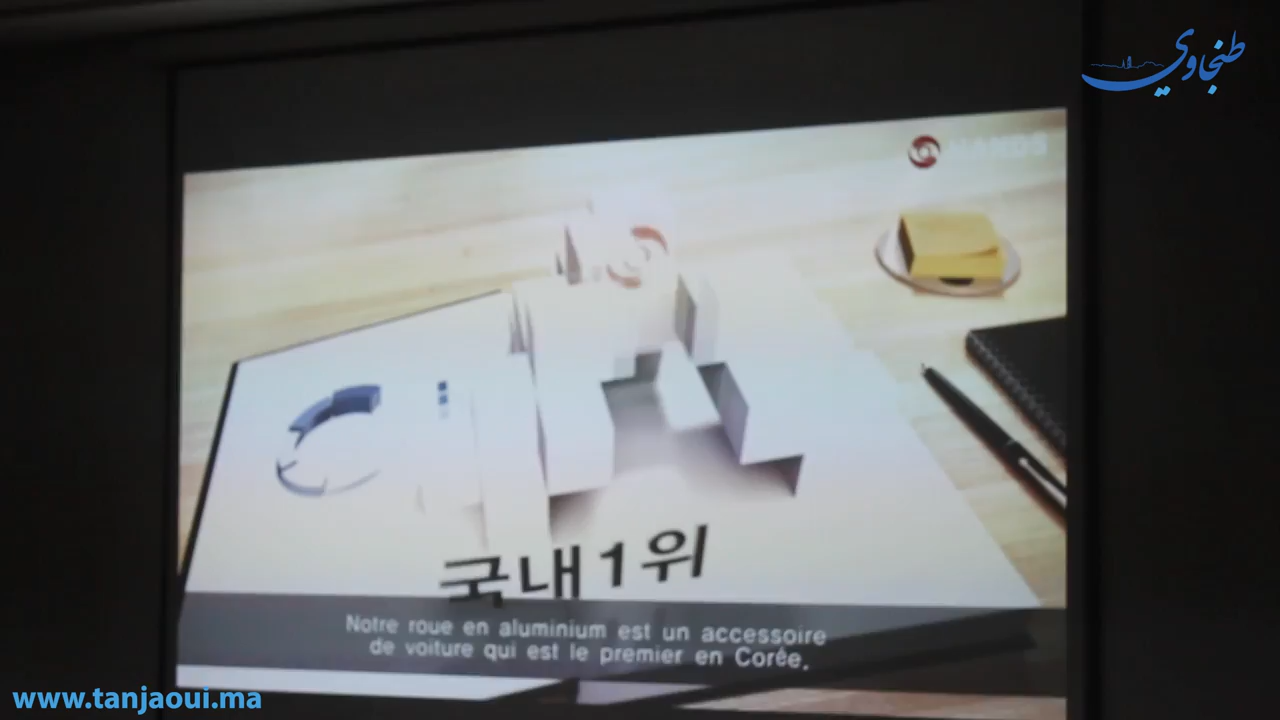 طنجاوي
HANDS
국내1위
Notre roue en aluminium est un accessoire
de voiture qui est le premier en Corée.
www.tanjaoui.ma